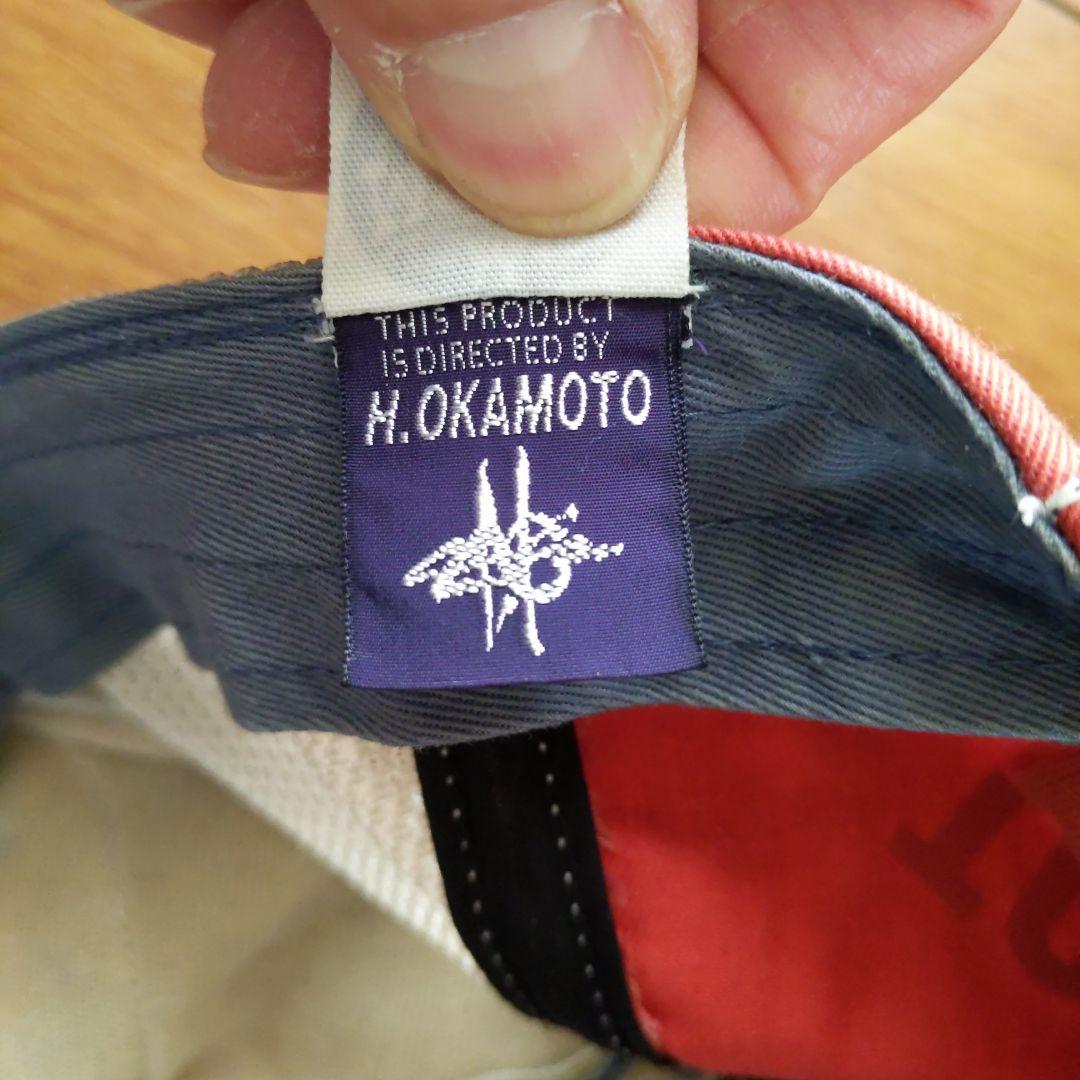 THIS PRODUCT
IS DIRECTED BY
H.OKAMOTO